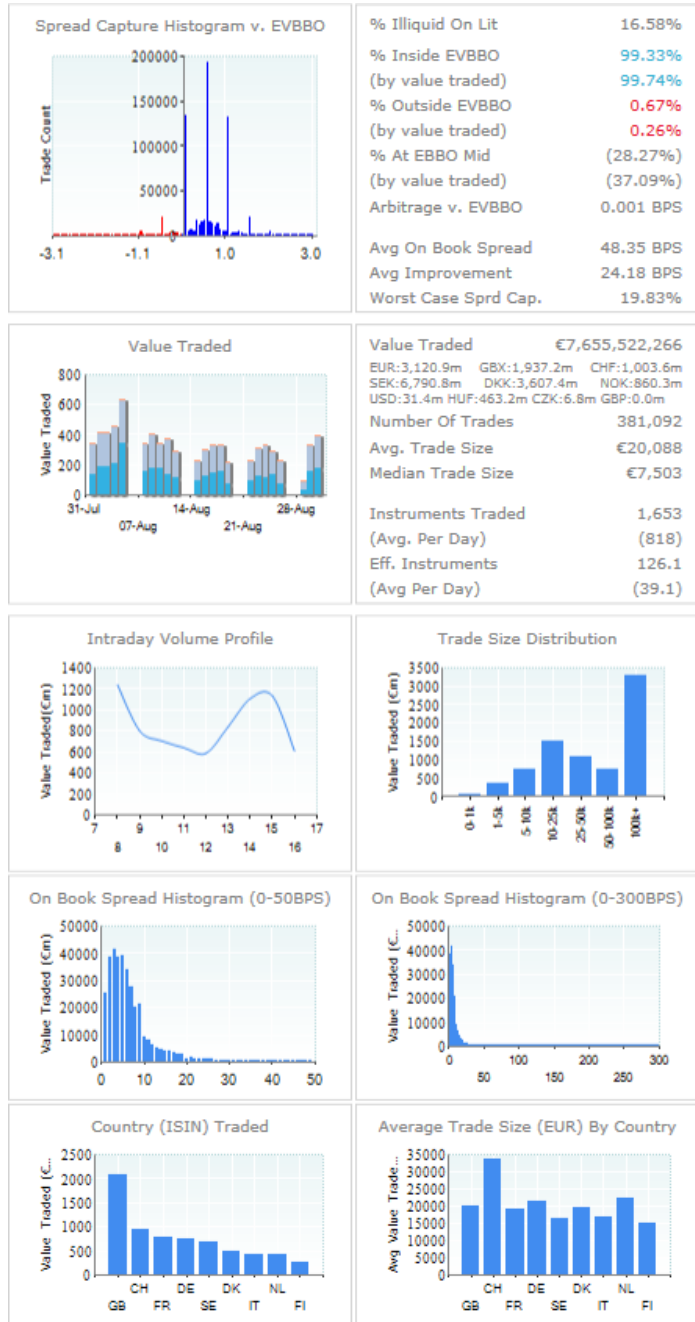 Spread Capture Histogram v. EVBBO
Trade Count
200000
150000
100000
50000
0
-3.1 -1.1 1.0 3.0
% Illiquid On Lit 16.58%
% Inside EVBBO 99.33%
(by value traded) 99.74%
% Outside EVBBO 0.67%
(by value traded) 0.26%
% At EBBO Mid (28.27%)
(by value traded) (37.09%)
Arbitrage v. EVBBO 0.001 BPS
Avg On Book Spread 48.35 BPS
Avg Improvement 24.18 BPS
Worst Case Sprd Cap. 19.83%
Value Traded
Value Traded
800
600
400
200
0
31-Jul 14-Aug 28-Aug
07-Aug 21-Aug
Value Traded €7,655,522,266
EUR:3,120.9m GBX:1,937.2m CHF:1,003.6m
SEK:6,790.8m DKK:3,607.4m NOK:860.3m
USD:31.4m HUF:463.2m CZK:6.8m GBP:0.0m
Number Of Trades 381,092
Avg. Trade Size €20,088
Median Trade Size €7,503
Instruments Traded 1,653
(Avg. Per Day) (818)
Eff. Instruments 126.1
(Avg Per Day) (39.1)
Intraday Volume Profile
Value Traded(€m)
1400
1200
1000
800
600
400
200
0
7 9 11 13 15 17
8 10 12 14 16
Trade Size Distribution
Value Traded (€m)
3500
3000
2500
2000
1500
1000
500
0
0-1k 1-5k 5-10k 10-25k 25-50k 50-100k 100k+
On Book Spread Histogram (0-50BPS)
Value Traded (€m)
50000
40000
30000
20000
10000
0
0 10 20 30 40 50
On Book Spread Histogram (0-300BPS)
Value Traded (€...
50000
40000
30000
20000
10000
0
0 100 200 300
50 150 250
Country (ISIN) Traded
Value Traded (€...
2500
2000
1500
1000
500
0
CH DE DK NL
GB FR SE IT FI
Average Trade Size (EUR) By Country
Avg Value Trade...
35000
30000
25000
20000
15000
10000
5000
0
CH DE DK NL
GB FR SE IT FI